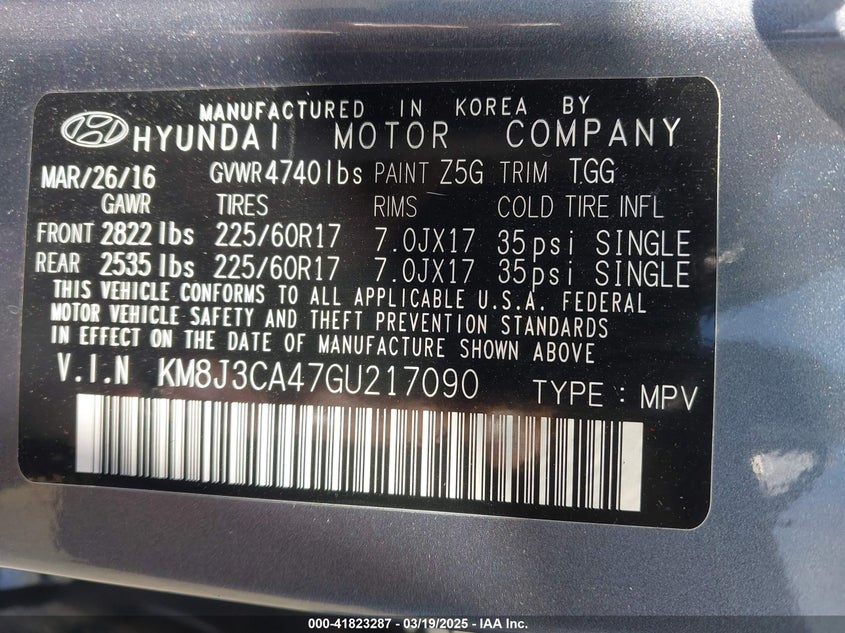 MANUFACTURED IN KOREA BY
HYUNDAI MOTOR COMPANY
MAR/26/16 GVWR 4740lbs PAINT Z5G TRIM TGG
GAWR TIRES RIMS COLD TIRE INFL
FRONT 2822 lbs 225/60R17 7.0JX17 35psi SINGLE
REAR 2535 lbs 225/60R17 7.0JX17 35psi SINGLE
THIS VEHICLE CONFORMS TO ALL APPLICABLE U.S.A. FEDERAL
MOTOR VEHICLE SAFETY AND THEFT PREVENTION STANDARDS
IN EFFECT ON THE DATE OF MANUFACTURE SHOWN ABOVE
V.I.N KM8J3CA47GU217090 TYPE : MPV
000-41823287 - 03/19/2025 - IAA Inc.